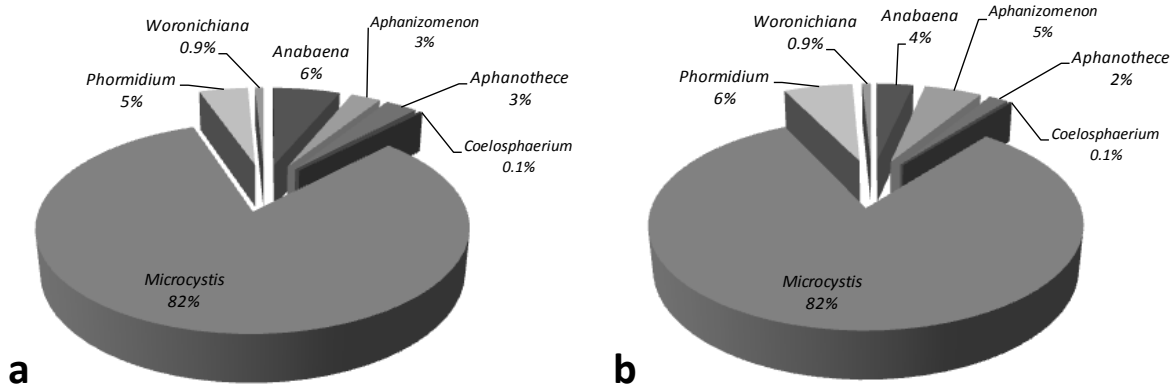 Woronichiana
0.9%
Anabaena
6%
Aphanizomenon
3%
Aphanothece
3%
Coelosphaerium
0.1%
Phormidium
5%
Microcystis
82%
a
Woronichiana
0.9%
Anabaena
4%
Aphanizomenon
5%
Aphanothece
2%
Coelosphaerium
0.1%
Phormidium
6%
Microcystis
82%
b